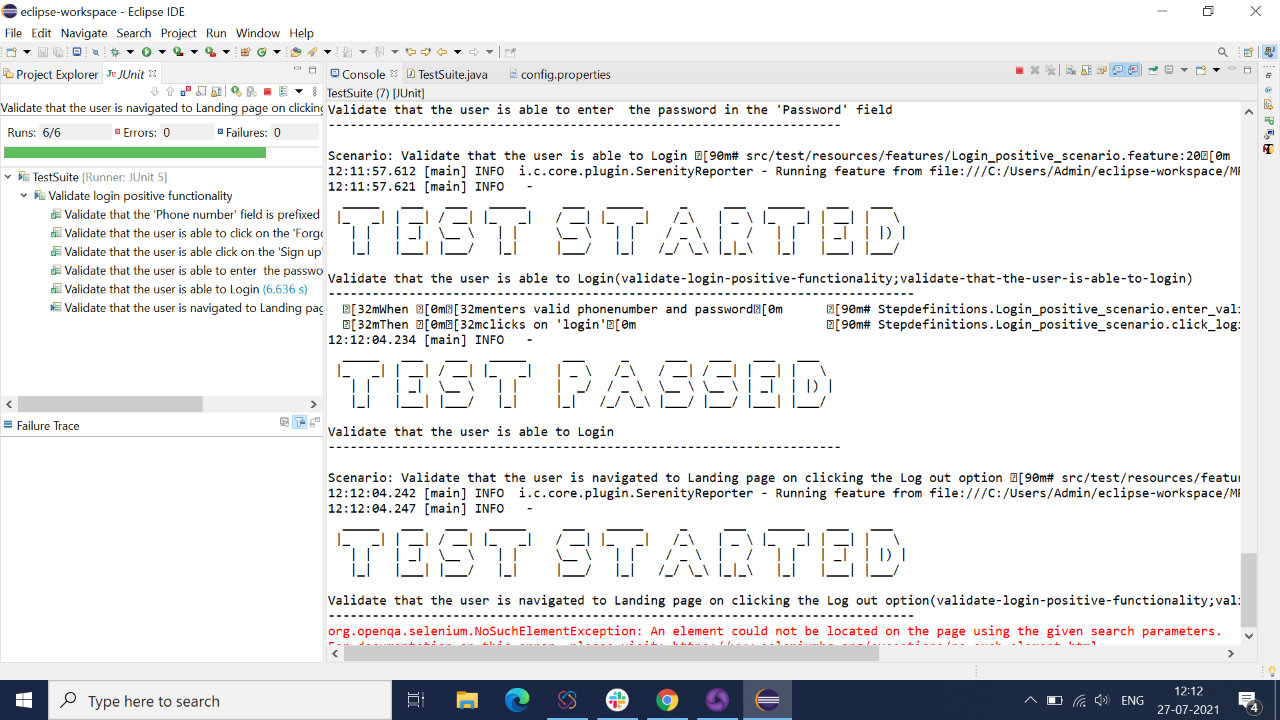 eclipse-workspace - Eclipse IDE
File Edit Navigate Search Project Run Window Help
Project Explorer JUnit
Validate that the user is navigated to Landing page on clicking
Runs: 6/6 Errors: 0 Failures: 0
TestSuite [Runner: JUnit 5]
Validate login positive functionality
Validate that the 'Phone number' field is prefixed
Validate that the user is able to click on the 'Forgo
Validate that the user is able click on the 'Sign up'
Validate that the user is able to enter  the passwo
Validate that the user is able to Login (6.636 s)
Validate that the user is navigated to Landing pag
Failure Trace
Console TestSuite.java config.properties
TestSuite (7) [JUnit]
Validate that the user is able to enter  the password in the 'Password' field
----------------------------------------------------------------------
Scenario: Validate that the user is able to Login [90m# src/test/resources/features/Login_positive_scenario.feature:20[0m
12:11:57.612 [main] INFO  i.c.core.plugin.SerenityReporter - Running feature from file:///C:/Users/Admin/eclipse-workspace/M
12:11:57.621 [main] INFO   -
TEST STARTED
Validate that the user is able to Login(validate-login-positive-functionality;validate-that-the-user-is-able-to-login)
--------------------------------------------------------------------------------
[32mWhen [0m[32menters valid phonenumber and password[0m [90m# Stepdefinitions.Login_positive_scenario.enter_vali
[32mThen [0m[32mclicks on 'login'[0m [90m# Stepdefinitions.Login_positive_scenario.click_logi
12:12:04.234 [main] INFO   -
TEST PASSED
Validate that the user is able to Login
----------------------------------------------------------------------
Scenario: Validate that the user is navigated to Landing page on clicking the Log out option [90m# src/test/resources/featur
12:12:04.242 [main] INFO  i.c.core.plugin.SerenityReporter - Running feature from file:///C:/Users/Admin/eclipse-workspace/M
12:12:04.247 [main] INFO   -
TEST STARTED
Validate that the user is navigated to Landing page on clicking the Log out option(validate-login-positive-functionality;vali
--------------------------------------------------------------------------------
org.openqa.selenium.NoSuchElementException: An element could not be located on the page using the given search parameters.
Type here to search
ENG
12:12
27-07-2021
4